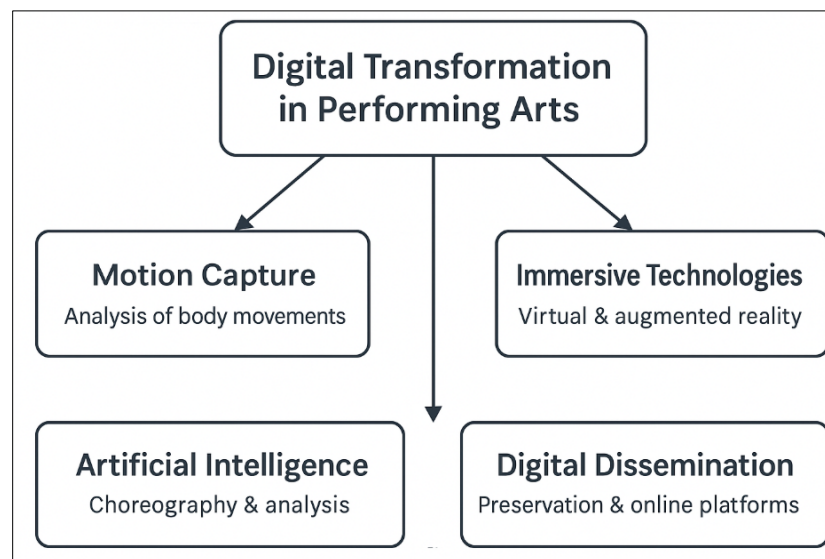 Digital Transformation
in Performing Arts
Motion Capture
Analysis of body movements
Immersive Technologies
Virtual & augmented reality
Artificial Intelligence
Choreography & analysis
Digital Dissemination
Preservation & online platforms